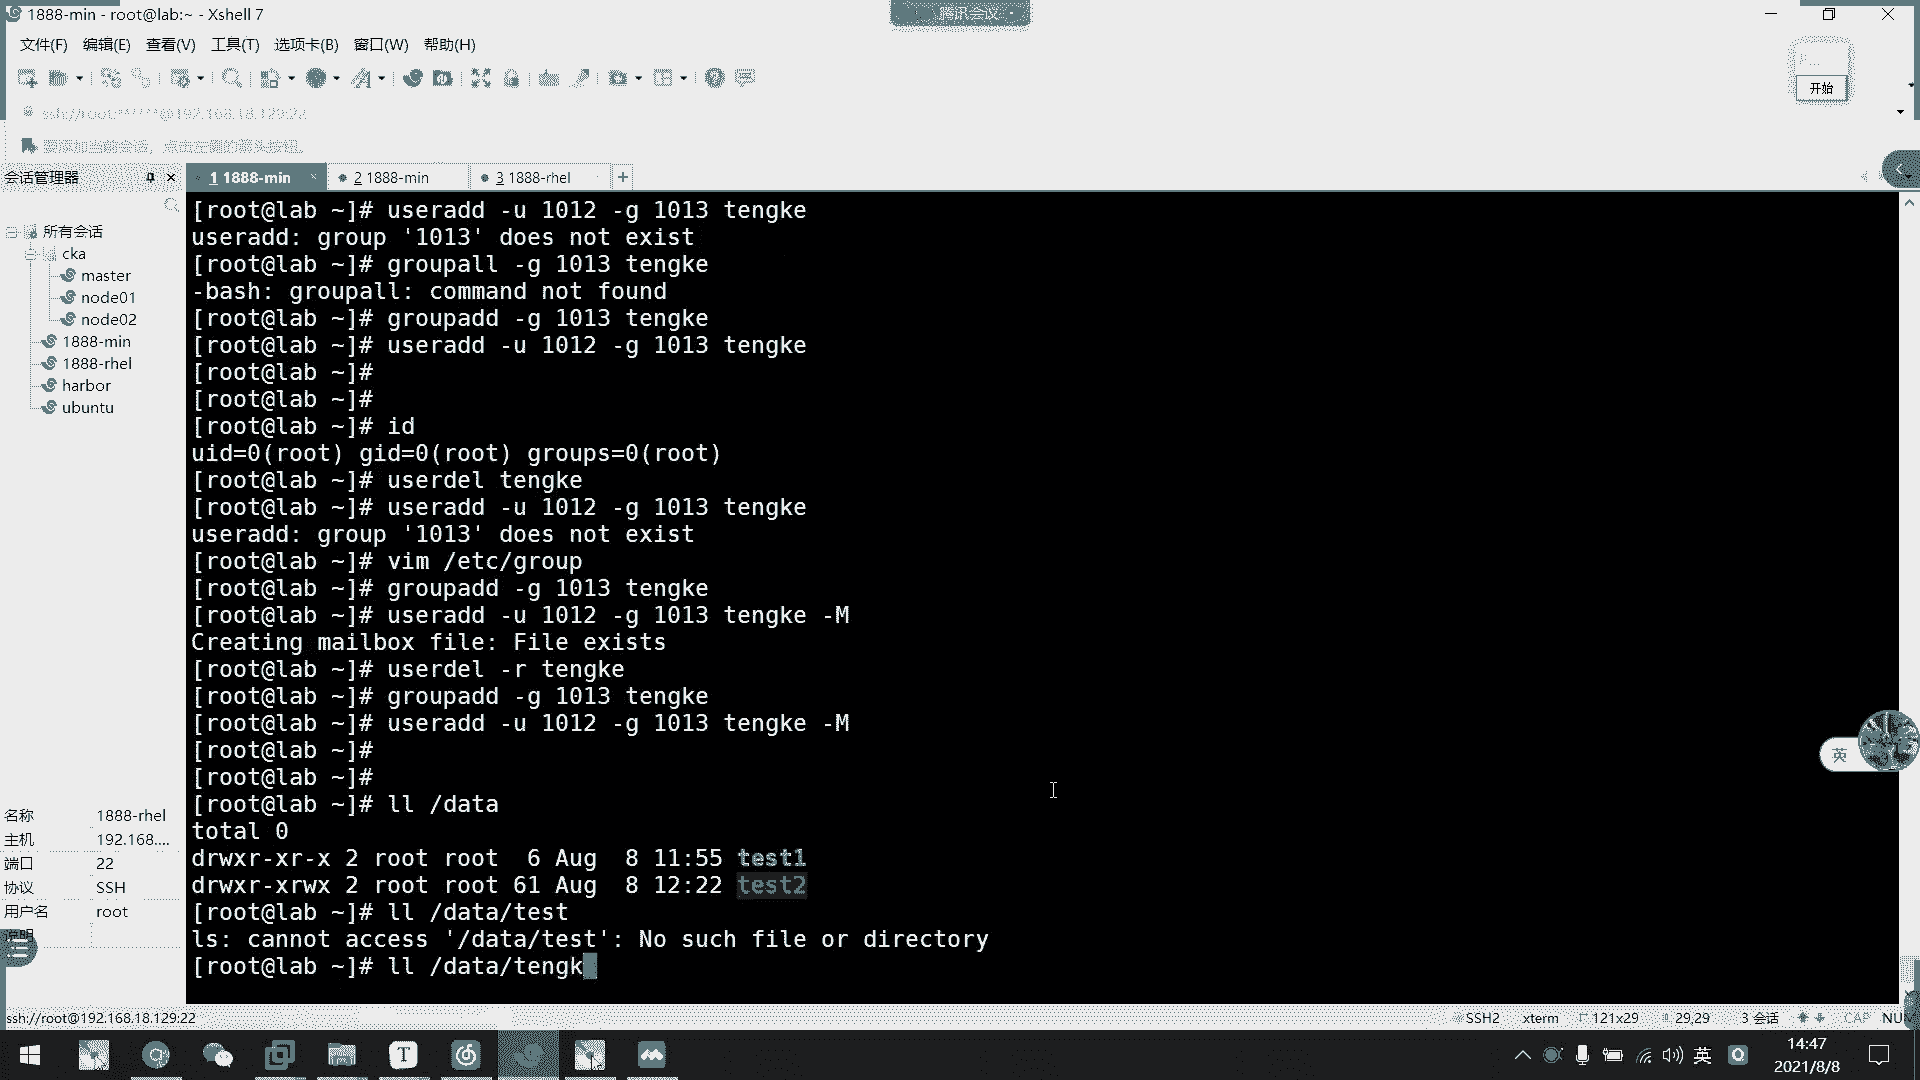 1888-min - root@lab:~ - Xshell 7
腾讯会议
文件(F) 编辑(E) 查看(V) 工具(T) 选项卡(B) 窗口(W) 帮助(H)
开始
ssh://root:******@192.168.18.129:22
要添加当前会话，点击左侧的箭头按钮。
会话管理器
1 1888-min
2 1888-min
3 1888-rhel
所有会话
cka
master
node01
node02
1888-min
1888-rhel
harbor
ubuntu
[root@lab ~]# useradd -u 1012 -g 1013 tengke
useradd: group '1013' does not exist
[root@lab ~]# groupall -g 1013 tengke
-bash: groupall: command not found
[root@lab ~]# groupadd -g 1013 tengke
[root@lab ~]# useradd -u 1012 -g 1013 tengke
[root@lab ~]#
[root@lab ~]#
[root@lab ~]# id
uid=0(root) gid=0(root) groups=0(root)
[root@lab ~]# userdel tengke
[root@lab ~]# useradd -u 1012 -g 1013 tengke
useradd: group '1013' does not exist
[root@lab ~]# vim /etc/group
[root@lab ~]# groupadd -g 1013 tengke
[root@lab ~]# useradd -u 1012 -g 1013 tengke -M
Creating mailbox file: File exists
[root@lab ~]# userdel -r tengke
[root@lab ~]# groupadd -g 1013 tengke
[root@lab ~]# useradd -u 1012 -g 1013 tengke -M
[root@lab ~]#
[root@lab ~]#
[root@lab ~]# ll /data
total 0
drwxr-xr-x 2 root root  6 Aug  8 11:55 test1
drwxr-xrwx 2 root root 61 Aug  8 12:22 test2
[root@lab ~]# ll /data/test
ls: cannot access '/data/test': No such file or directory
[root@lab ~]# ll /data/tengk
英
名称 1888-rhel
主机 192.168....
端口 22
协议 SSH
用户名 root
说明
ssh://root@192.168.18.129:22
SSH2 xterm 121x29 29,29 3 会话 CAP NUM
英
14:47
2021/8/8